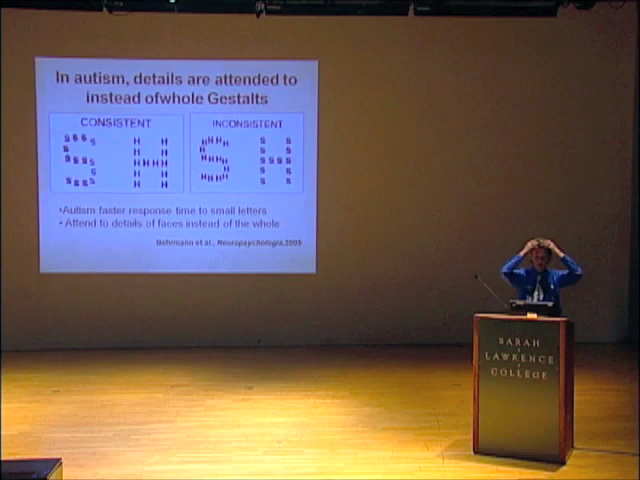 In autism, details are attended to
instead ofwhole Gestalts
CONSISTENT
INCONSISTENT
•Autism faster response time to small letters
• Attend to details of faces instead of the whole
Behrmann et al., Neuropsychologia,2005
SARAH
LAWRENCE
COLLEGE